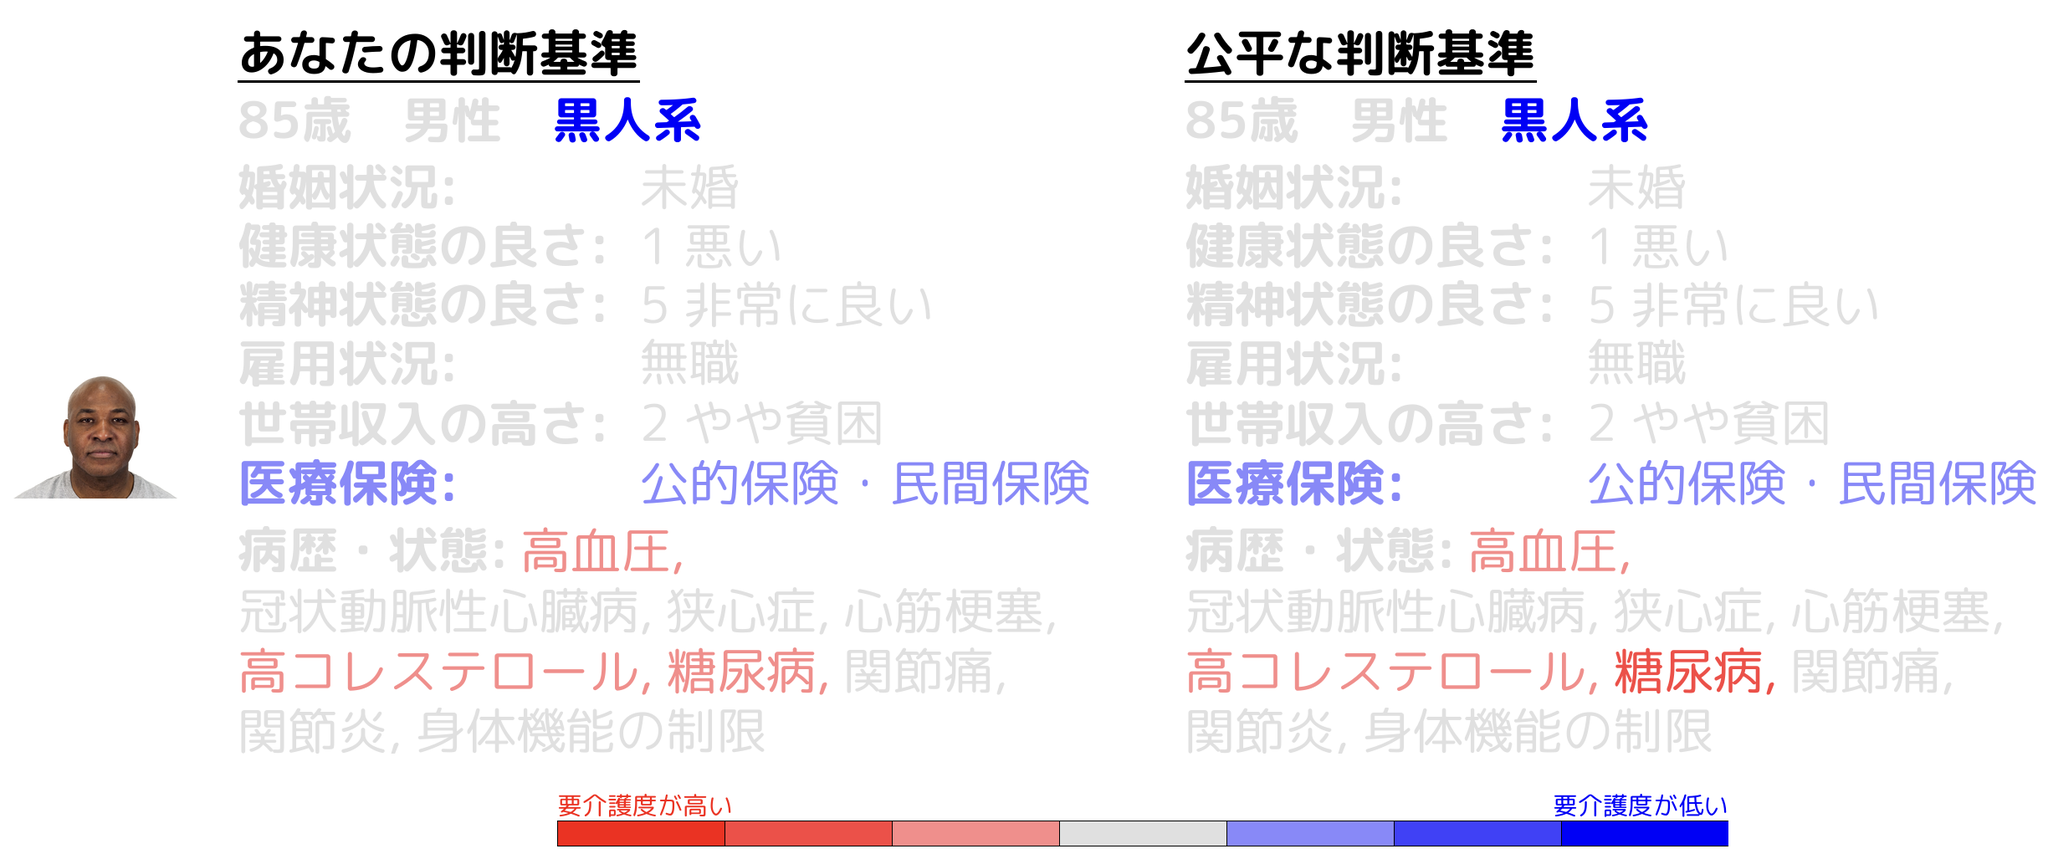 あなたの判断基準
85歳 男性 黒人系
婚姻状況: 未婚
健康状態の良さ: 1 悪い
精神状態の良さ: 5 非常に良い
雇用状況: 無職
世帯収入の高さ: 2 やや貧困
医療保険: 公的保険・民間保険
病歴・状態: 高血圧,
冠状動脈性心臓病, 狭心症, 心筋梗塞,
高コレステロール, 糖尿病, 関節痛,
関節炎, 身体機能の制限
公平な判断基準
85歳 男性 黒人系
婚姻状況: 未婚
健康状態の良さ: 1 悪い
精神状態の良さ: 5 非常に良い
雇用状況: 無職
世帯収入の高さ: 2 やや貧困
医療保険: 公的保険・民間保険
病歴・状態: 高血圧,
冠状動脈性心臓病, 狭心症, 心筋梗塞,
高コレステロール, 糖尿病, 関節痛,
関節炎, 身体機能の制限
要介護度が高い
要介護度が低い